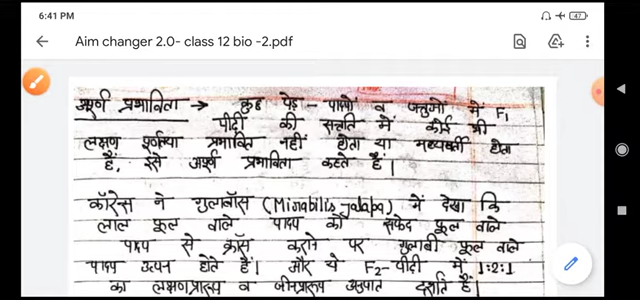 6:41 PM
47
Aim changer 2.0- class 12 bio -2.pdf
अपूर्ण प्रभाविता → कुछ पेड़ - पौधों व जन्तुओं में F₁
पीढी की सन्तति में कोई भी
लक्षण पूर्णतया प्रभावित नहीं होता या मध्यवर्ती होता
है, इसे अपूर्ण प्रभाविता कहते हैं।
कॉरेन्स ने गुलाबाँस (Mirabilis jalapa) में देखा कि
लाल फूल वाले पादप को सफेद फूल वाले
पादप से क्रॉस कराने पर गुलाबी फूल वाले
पादप उत्पन्न होते हैं। और ये F₂-पीढी में 1:2:1
का लक्षणप्रारूप व जीनप्रारूप अनुपात दर्शाते हैं।